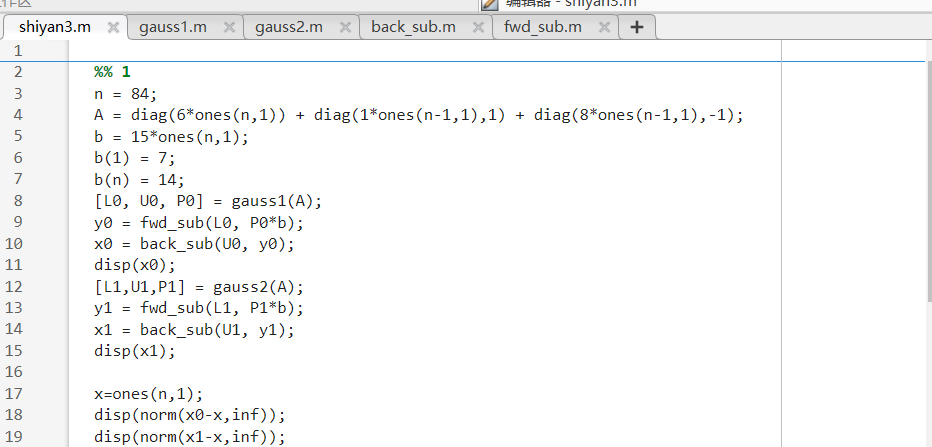 编辑器 - shiyan3.m
shiyan3.m × gauss1.m × gauss2.m × back_sub.m × fwd_sub.m × +
1
2 %% 1
3 n = 84;
4 A = diag(6*ones(n,1)) + diag(1*ones(n-1,1),1) + diag(8*ones(n-1,1),-1);
5 b = 15*ones(n,1);
6 b(1) = 7;
7 b(n) = 14;
8 [L0, U0, P0] = gauss1(A);
9 y0 = fwd_sub(L0, P0*b);
10 x0 = back_sub(U0, y0);
11 disp(x0);
12 [L1,U1,P1] = gauss2(A);
13 y1 = fwd_sub(L1, P1*b);
14 x1 = back_sub(U1, y1);
15 disp(x1);
16
17 x=ones(n,1);
18 disp(norm(x0-x,inf));
19 disp(norm(x1-x,inf));